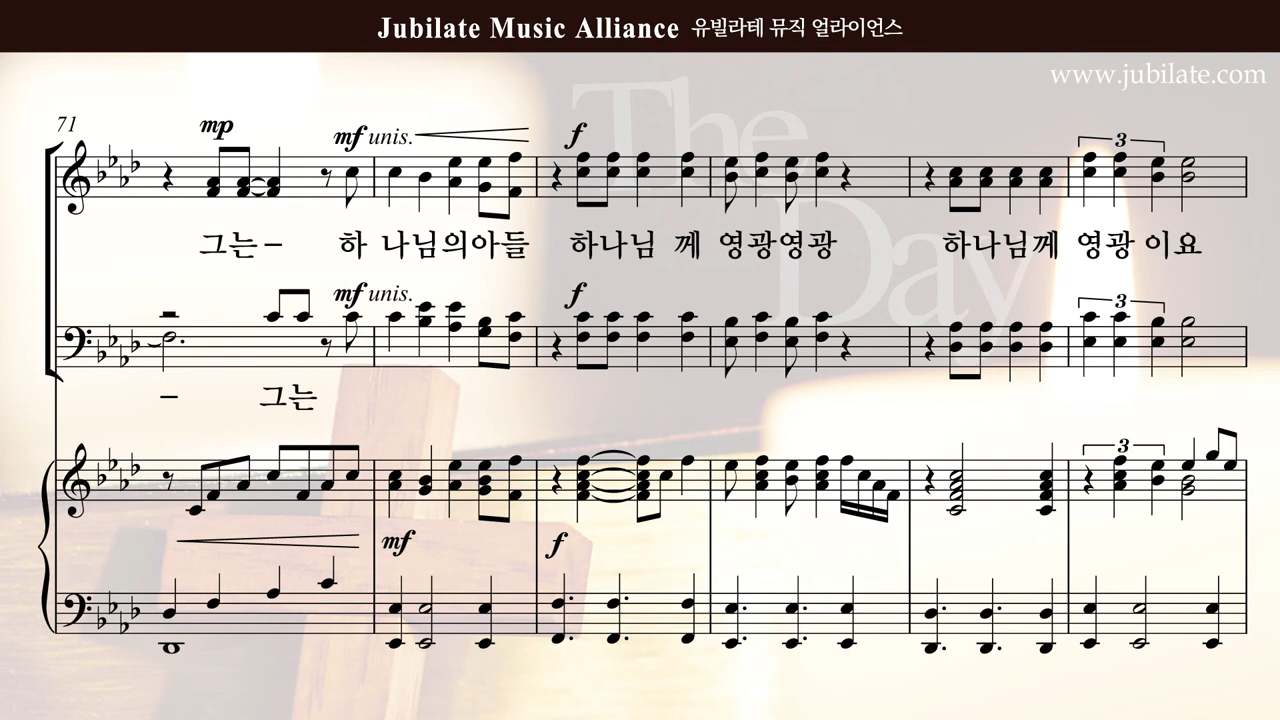 Jubilate Music Alliance 유빌라테 뮤직 얼라이언스
www.jubilate.com
The
Day
71
mp
mf unis.
f
3
그는– 하 나님의아들 하나님 께 영광영광 하나님께 영광 이요
mf unis.
f
3
– 그는
3
mf
f